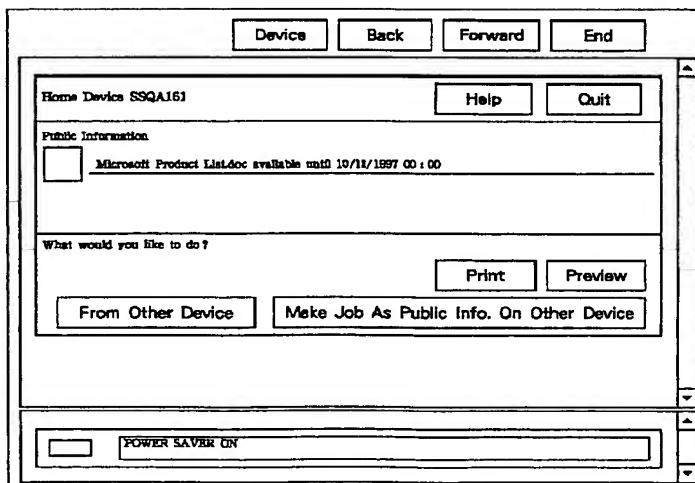 Device Back Forward End
Home Device SSQA161 Help Quit
Public Information
Microsoft Product List.doc available until 10/12/1997 00:00
What would you like to do?
Print Preview
From Other Device Make Job As Public Info. On Other Device
POWER SAVER ON